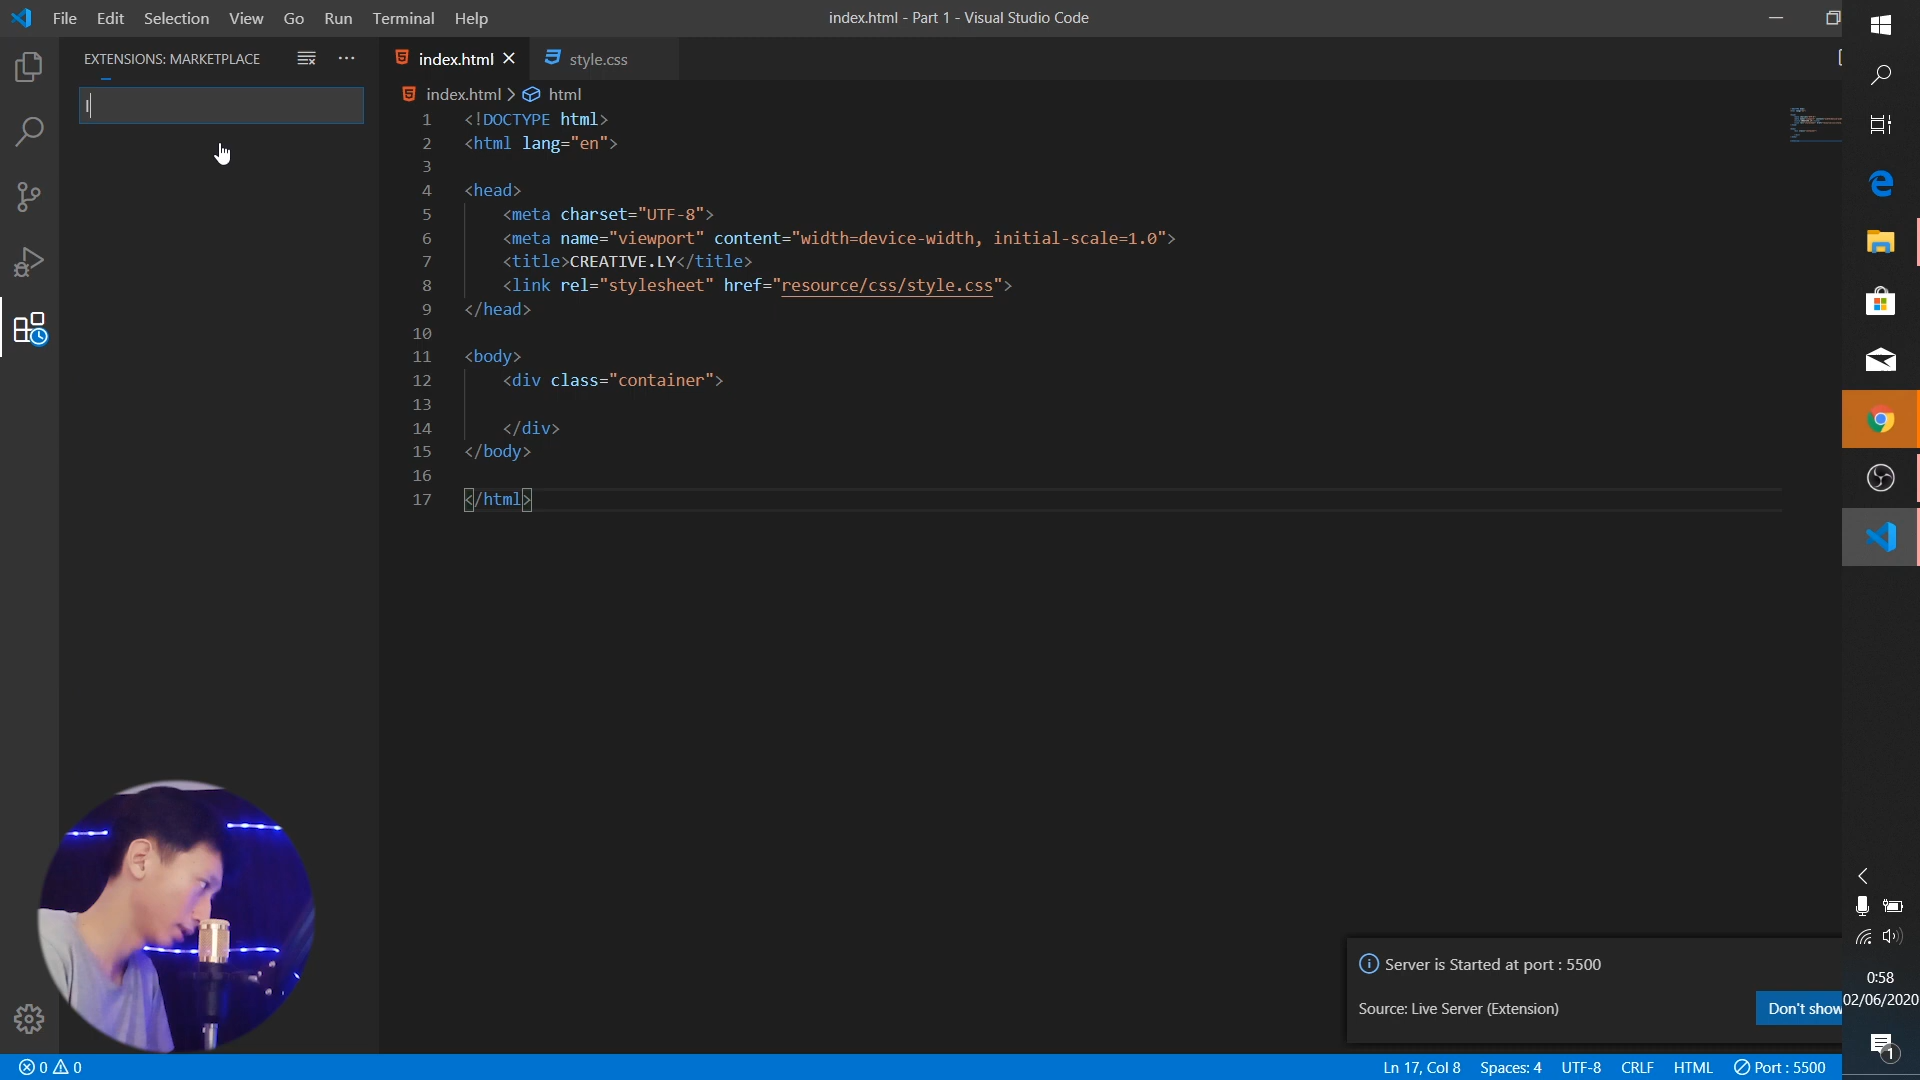 File Edit Selection View Go Run Terminal Help
index.html - Part 1 - Visual Studio Code
EXTENSIONS: MARKETPLACE
l
index.html
style.css
index.html > html
1 <!DOCTYPE html>
2 <html lang="en">
3
4 <head>
5 <meta charset="UTF-8">
6 <meta name="viewport" content="width=device-width, initial-scale=1.0">
7 <title>CREATIVE.LY</title>
8 <link rel="stylesheet" href="resource/css/style.css">
9 </head>
10
11 <body>
12 <div class="container">
13
14 </div>
15 </body>
16
17 </html>
Server is Started at port : 5500
Source: Live Server (Extension)
Don't show
0 0
Ln 17, Col 8 Spaces: 4 UTF-8 CRLF HTML Port : 5500
0:58
02/06/2020
1